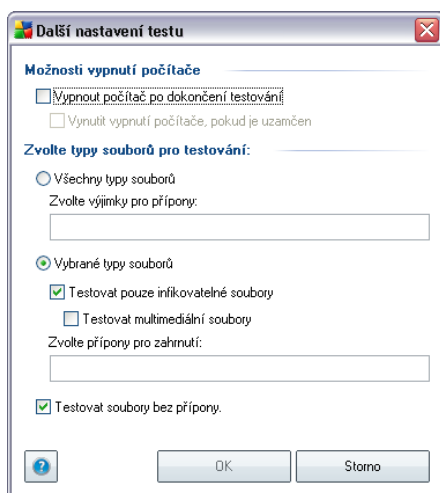 Další nastavení testu
Možnosti vypnutí počítače
Vypnout počítač po dokončení testování
Vynutit vypnutí počítače, pokud je uzamčen
Zvolte typy souborů pro testování:
Všechny typy souborů
Zvolte výjimky pro přípony:
Vybrané typy souborů
Testovat pouze infikovatelné soubory
Testovat multimediální soubory
Zvolte přípony pro zahrnutí:
Testovat soubory bez přípony.
? OK Storno